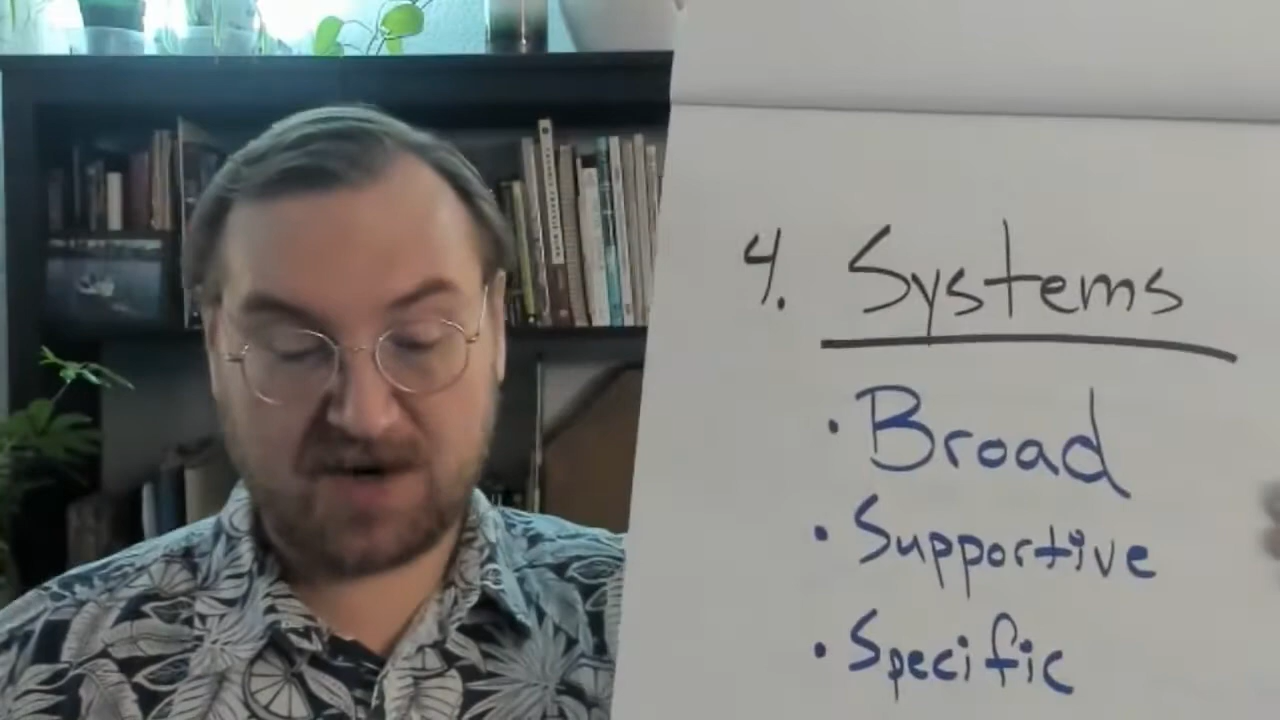 4. Systems
· Broad
· Supportive
· Specific